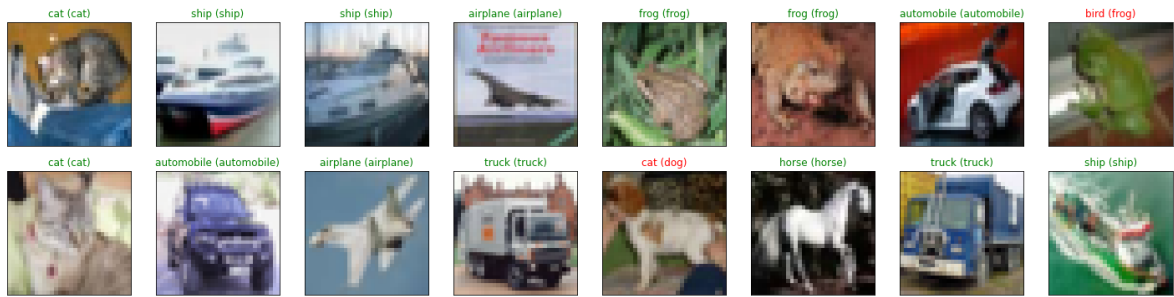 cat (cat)
ship (ship)
ship (ship)
airplane (airplane)
frog (frog)
frog (frog)
automobile (automobile)
bird (frog)
cat (cat)
automobile (automobile)
airplane (airplane)
truck (truck)
cat (dog)
horse (horse)
truck (truck)
ship (ship)